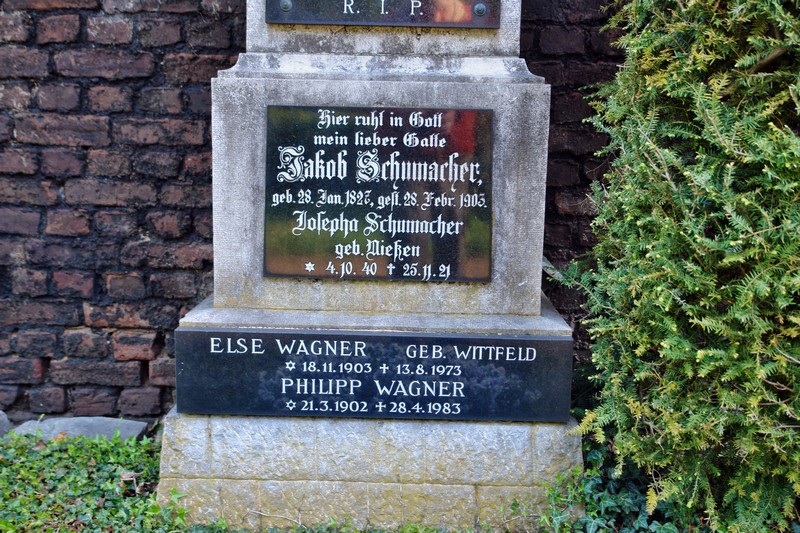 R. I. P.
Hier ruht in Gott
mein lieber Gatte
Jakob Schumacher,
geb. 28. Jan. 1827, gest. 28. Febr. 1903.
Josepha Schumacher
geb. Nießen
✡ 4.10.40 ✝ 25.11.21
ELSE WAGNER GEB. WITTFELD
✡ 18.11.1903 ✝ 13.8.1973
PHILIPP WAGNER
✡ 21.3.1902 ✝ 28.4.1983